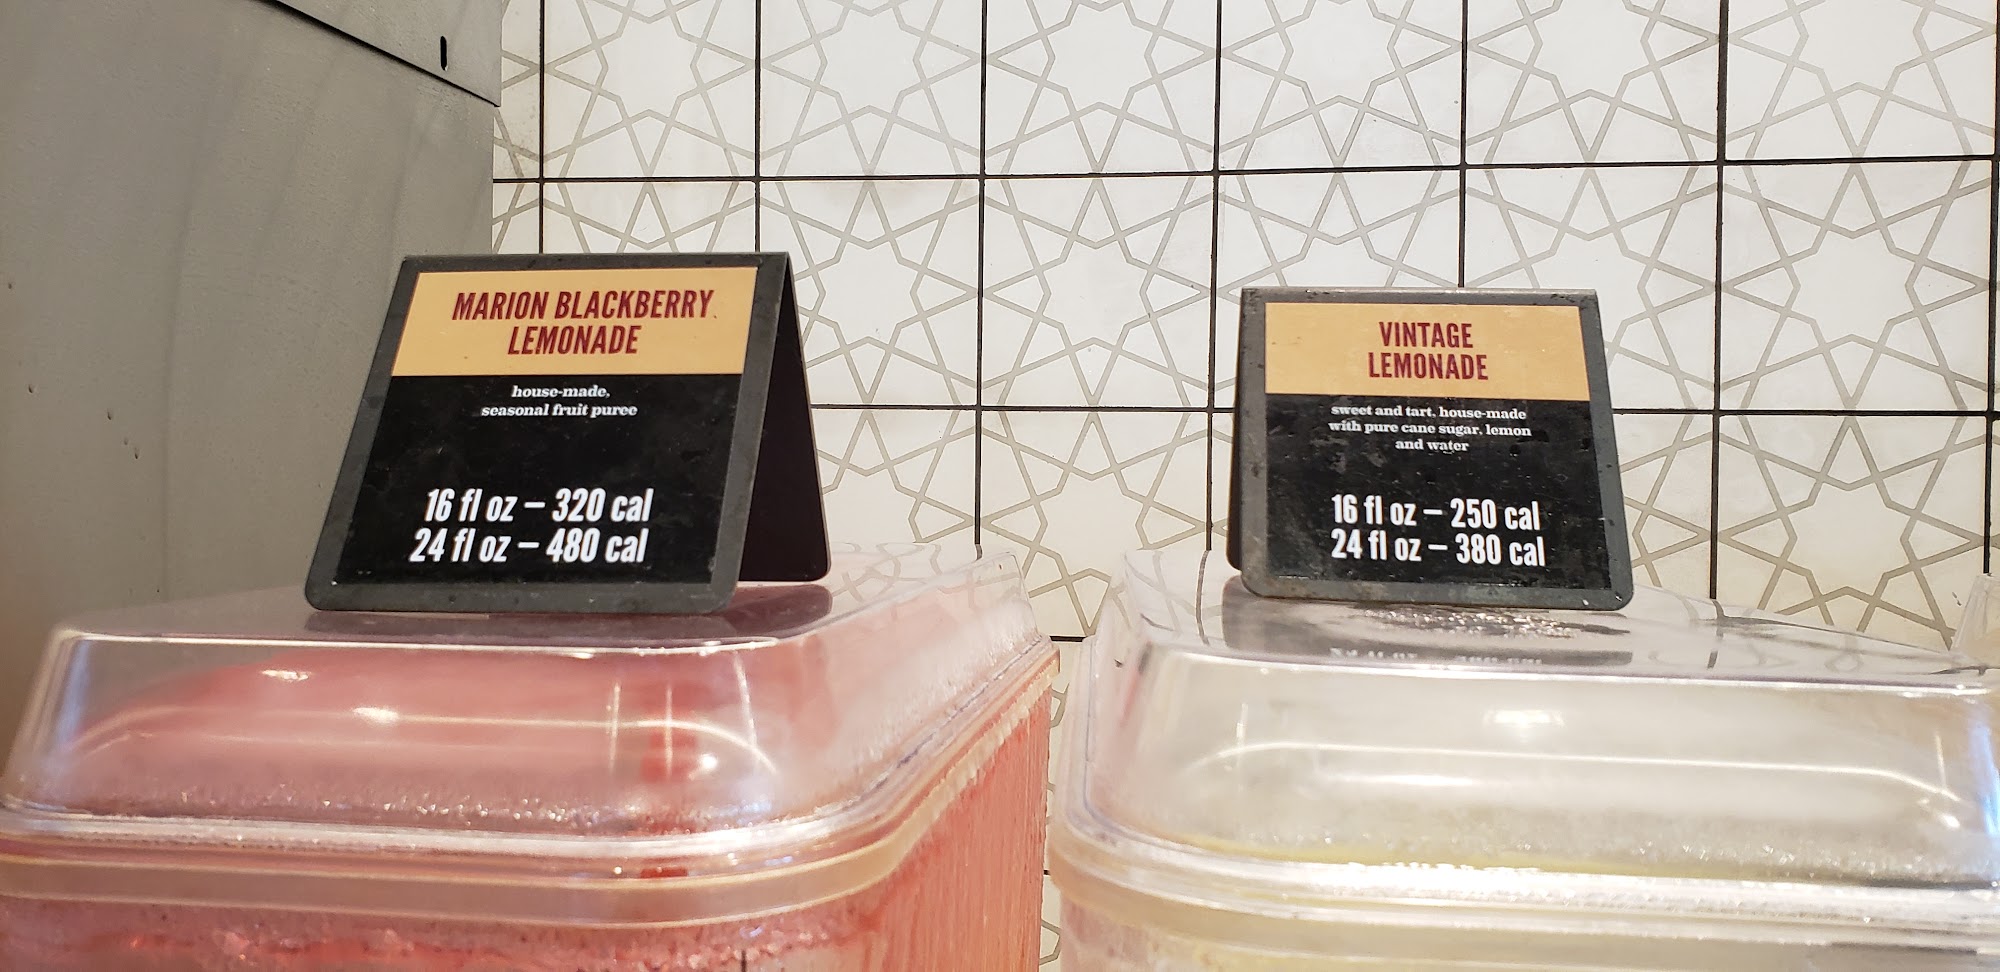 MARION BLACKBERRY
LEMONADE
house-made,
seasonal fruit puree
16 fl oz – 320 cal
24 fl oz – 480 cal
VINTAGE
LEMONADE
sweet and tart, house-made
with pure cane sugar, lemon
and water
16 fl oz – 250 cal
24 fl oz – 380 cal